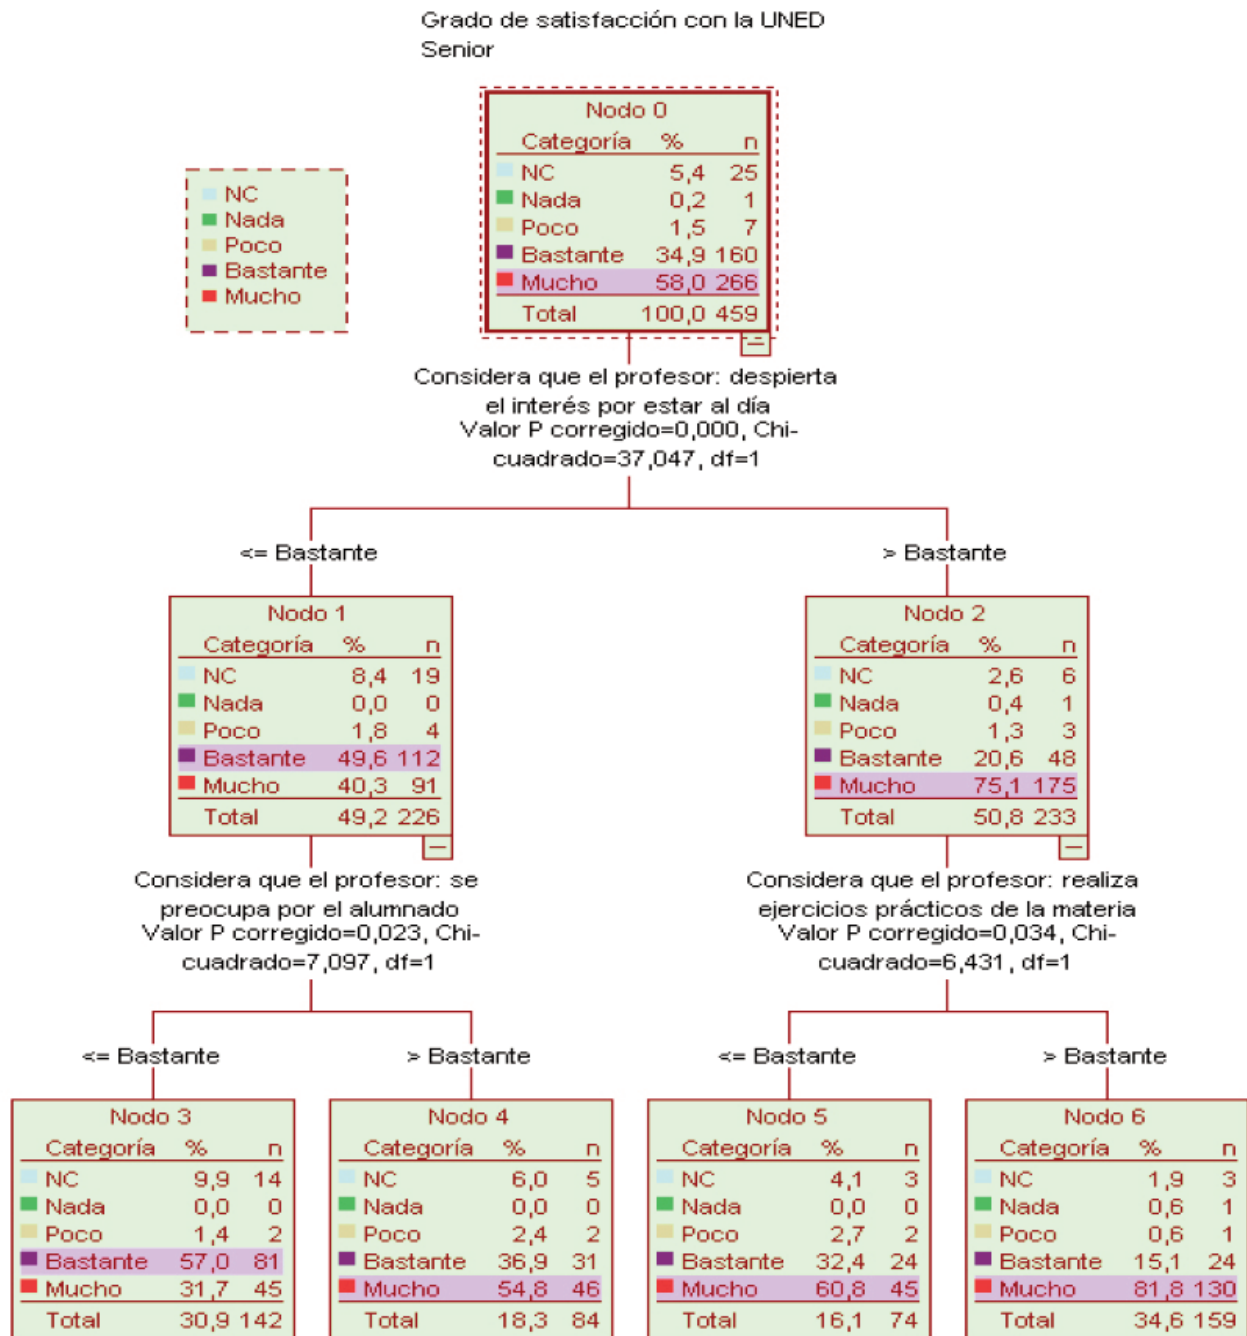 Grado de satisfacción con la UNED
Senior
Nodo 0
Categoría % n
NC 5,4 25
Nada 0,2 1
Poco 1,5 7
Bastante 34,9 160
Mucho 58,0 266
Total 100,0 459
NC
Nada
Poco
Bastante
Mucho
Considera que el profesor: despierta
el interés por estar al día
Valor P corregido=0,000, Chi-
cuadrado=37,047, df=1
<= Bastante
> Bastante
Nodo 1
Categoría % n
NC 8,4 19
Nada 0,0 0
Poco 1,8 4
Bastante 49,6 112
Mucho 40,3 91
Total 49,2 226
Nodo 2
Categoría % n
NC 2,6 6
Nada 0,4 1
Poco 1,3 3
Bastante 20,6 48
Mucho 75,1 175
Total 50,8 233
Considera que el profesor: se
preocupa por el alumnado
Valor P corregido=0,023, Chi-
cuadrado=7,097, df=1
Considera que el profesor: realiza
ejercicios prácticos de la materia
Valor P corregido=0,034, Chi-
cuadrado=6,431, df=1
<= Bastante
> Bastante
<= Bastante
> Bastante
Nodo 3
Categoría % n
NC 9,9 14
Nada 0,0 0
Poco 1,4 2
Bastante 57,0 81
Mucho 31,7 45
Total 30,9 142
Nodo 4
Categoría % n
NC 6,0 5
Nada 0,0 0
Poco 2,4 2
Bastante 36,9 31
Mucho 54,8 46
Total 18,3 84
Nodo 5
Categoría % n
NC 4,1 3
Nada 0,0 0
Poco 2,7 2
Bastante 32,4 24
Mucho 60,8 45
Total 16,1 74
Nodo 6
Categoría % n
NC 1,9 3
Nada 0,6 1
Poco 0,6 1
Bastante 15,1 24
Mucho 81,8 130
Total 34,6 159